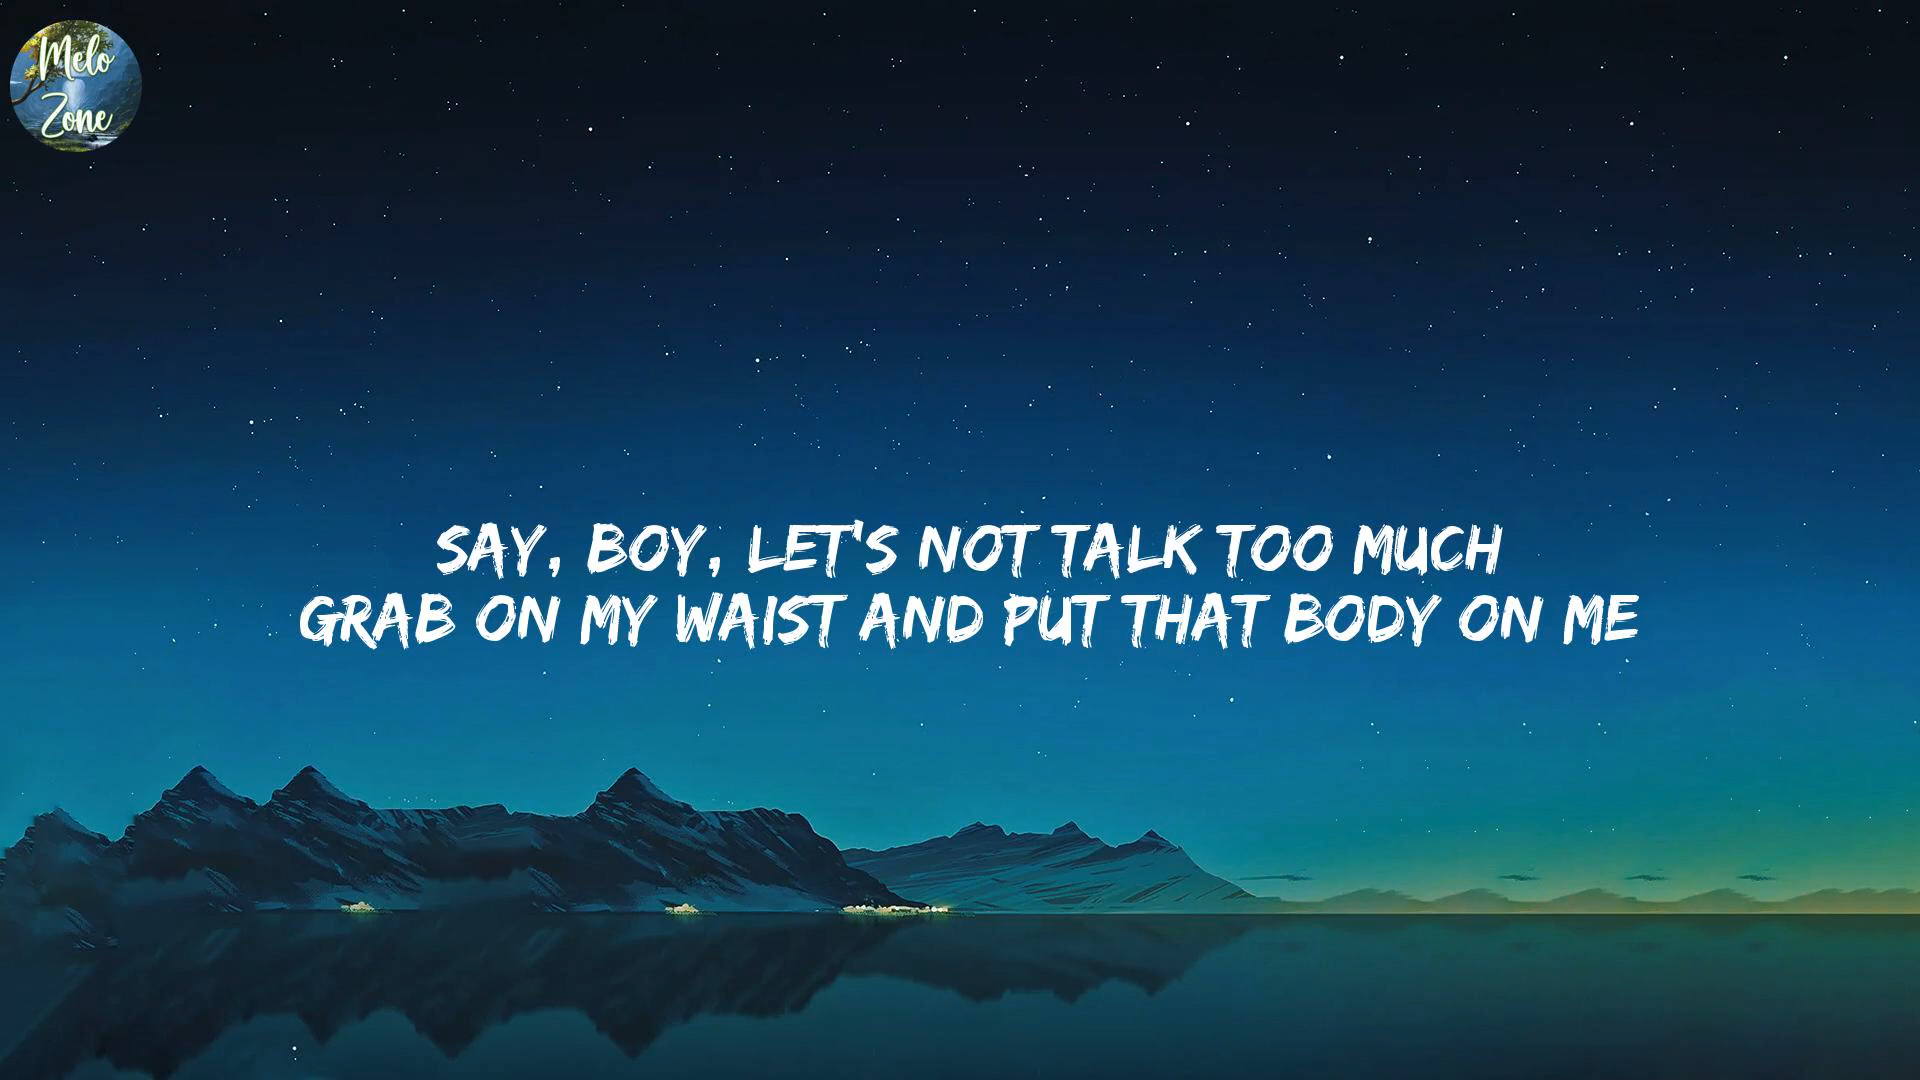 Melo
Zone
SAY, BOY, LET'S NOT TALK TOO MUCH
GRAB ON MY WAIST AND PUT THAT BODY ON ME